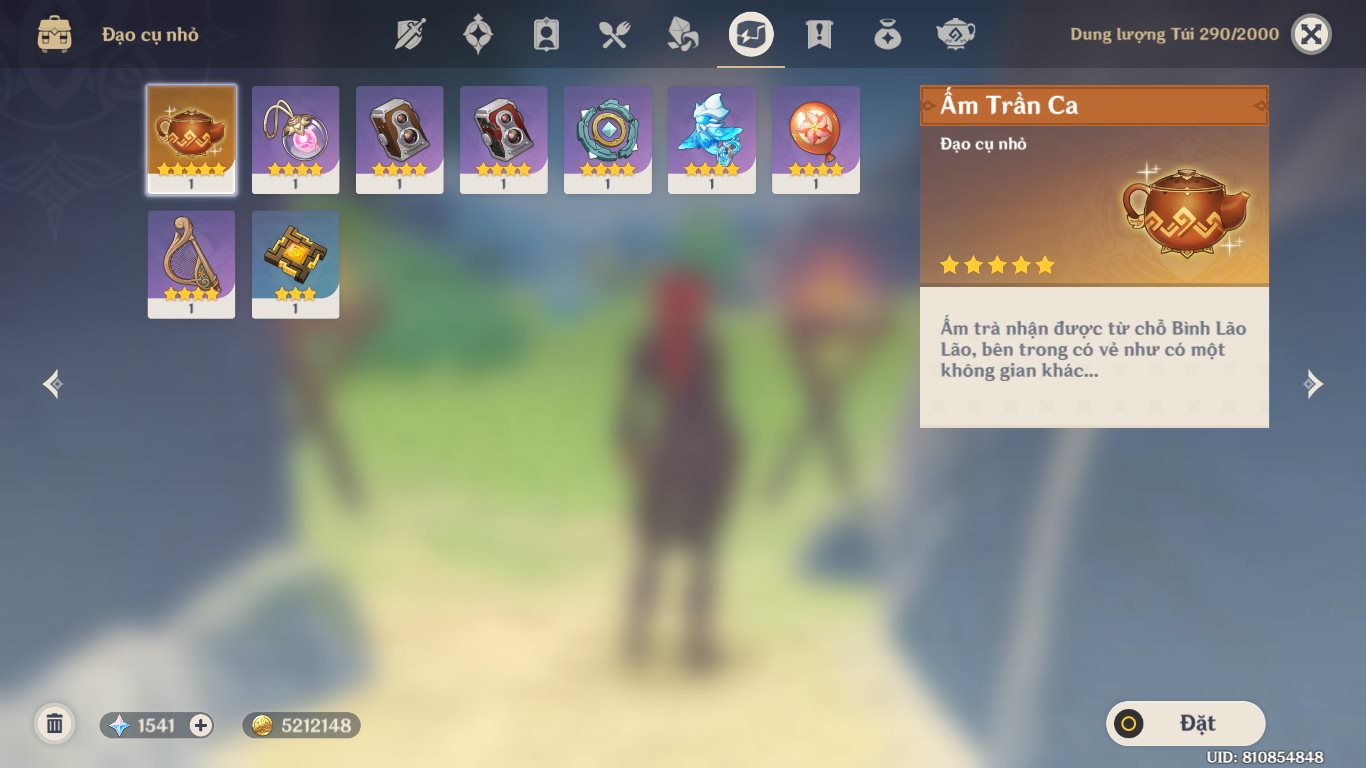 Đạo cụ nhỏ
Dung lượng Túi 290/2000
Ấm Trần Ca
Đạo cụ nhỏ
Ấm trà nhận được từ chỗ Bình Lão
Lão, bên trong có vẻ như có một
không gian khác...
1
1
1
1
1
1
1
1
1
1541
5212148
Đặt
UID: 810854848